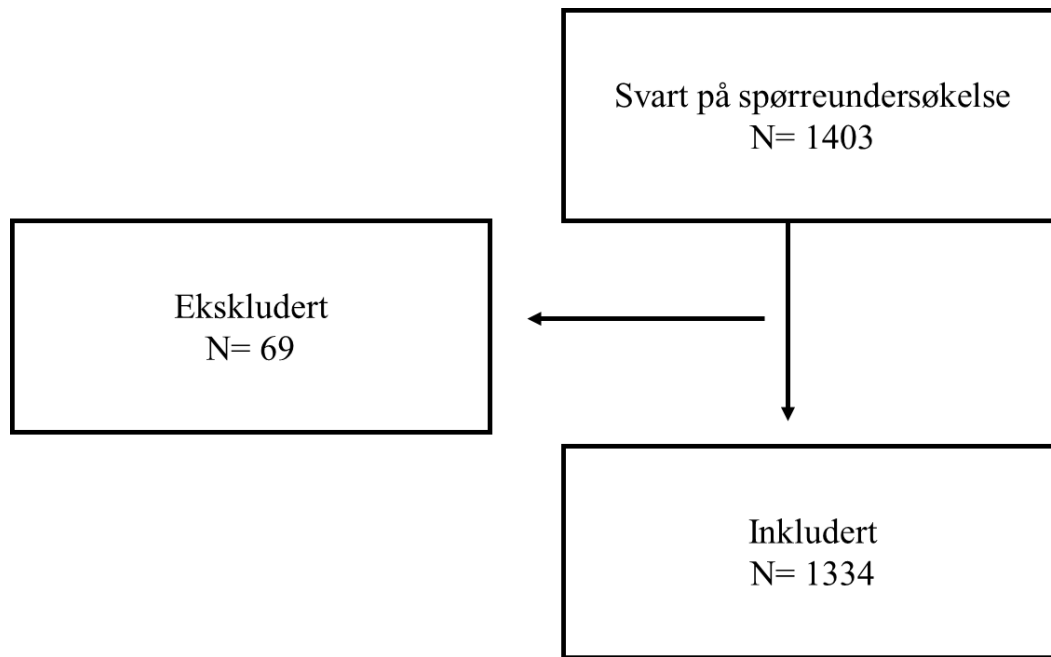 Svart på spørreundersøkelse
N= 1403
Ekskludert
N= 69
Inkludert
N= 1334